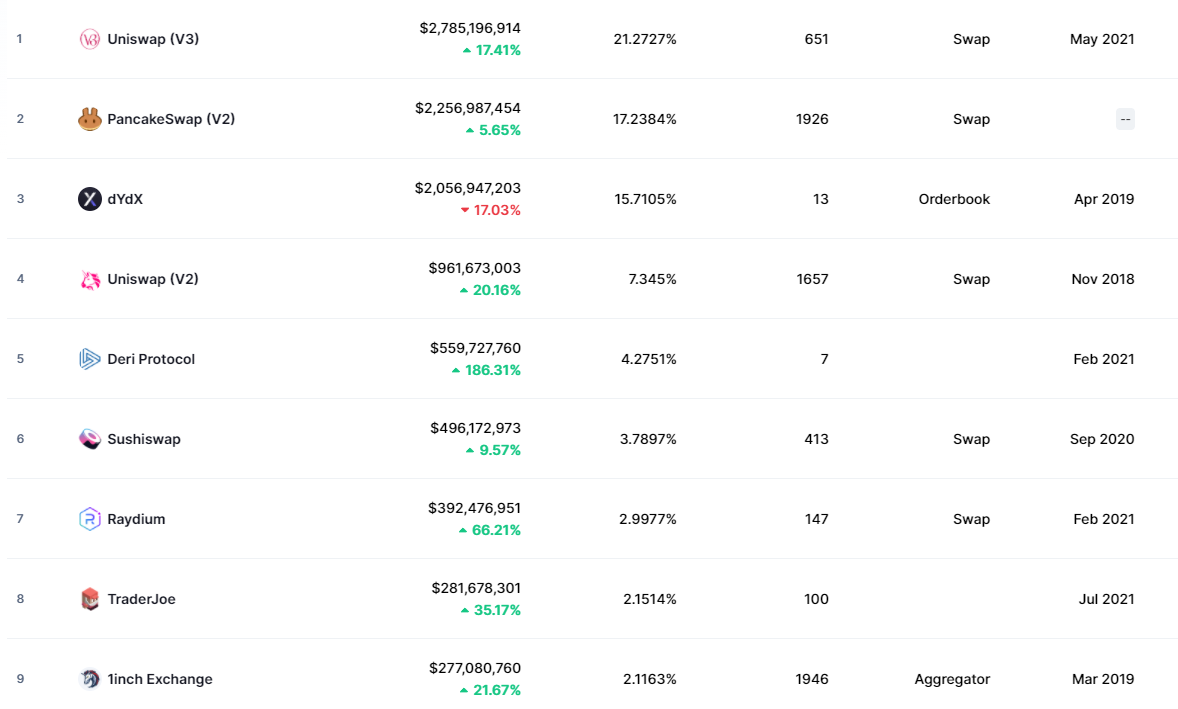 1 Uniswap (V3) $2,785,196,914 17.41% 21.2727% 651 Swap May 2021
2 PancakeSwap (V2) $2,256,987,454 5.65% 17.2384% 1926 Swap --
3 dYdX $2,056,947,203 17.03% 15.7105% 13 Orderbook Apr 2019
4 Uniswap (V2) $961,673,003 20.16% 7.345% 1657 Swap Nov 2018
5 Deri Protocol $559,727,760 186.31% 4.2751% 7 Feb 2021
6 Sushiswap $496,172,973 9.57% 3.7897% 413 Swap Sep 2020
7 Raydium $392,476,951 66.21% 2.9977% 147 Swap Feb 2021
8 TraderJoe $281,678,301 35.17% 2.1514% 100 Jul 2021
9 1inch Exchange $277,080,760 21.67% 2.1163% 1946 Aggregator Mar 2019